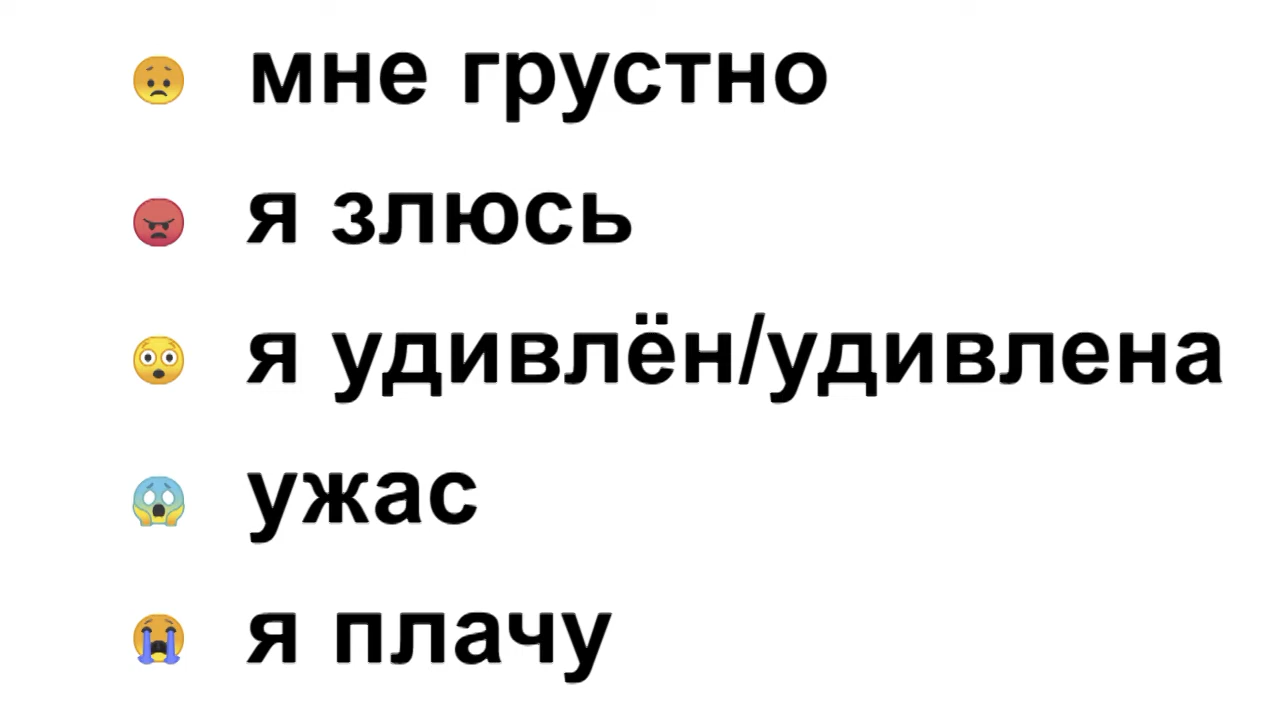 мне грустно
я злюсь
я удивлён/удивлена
ужас
я плачу